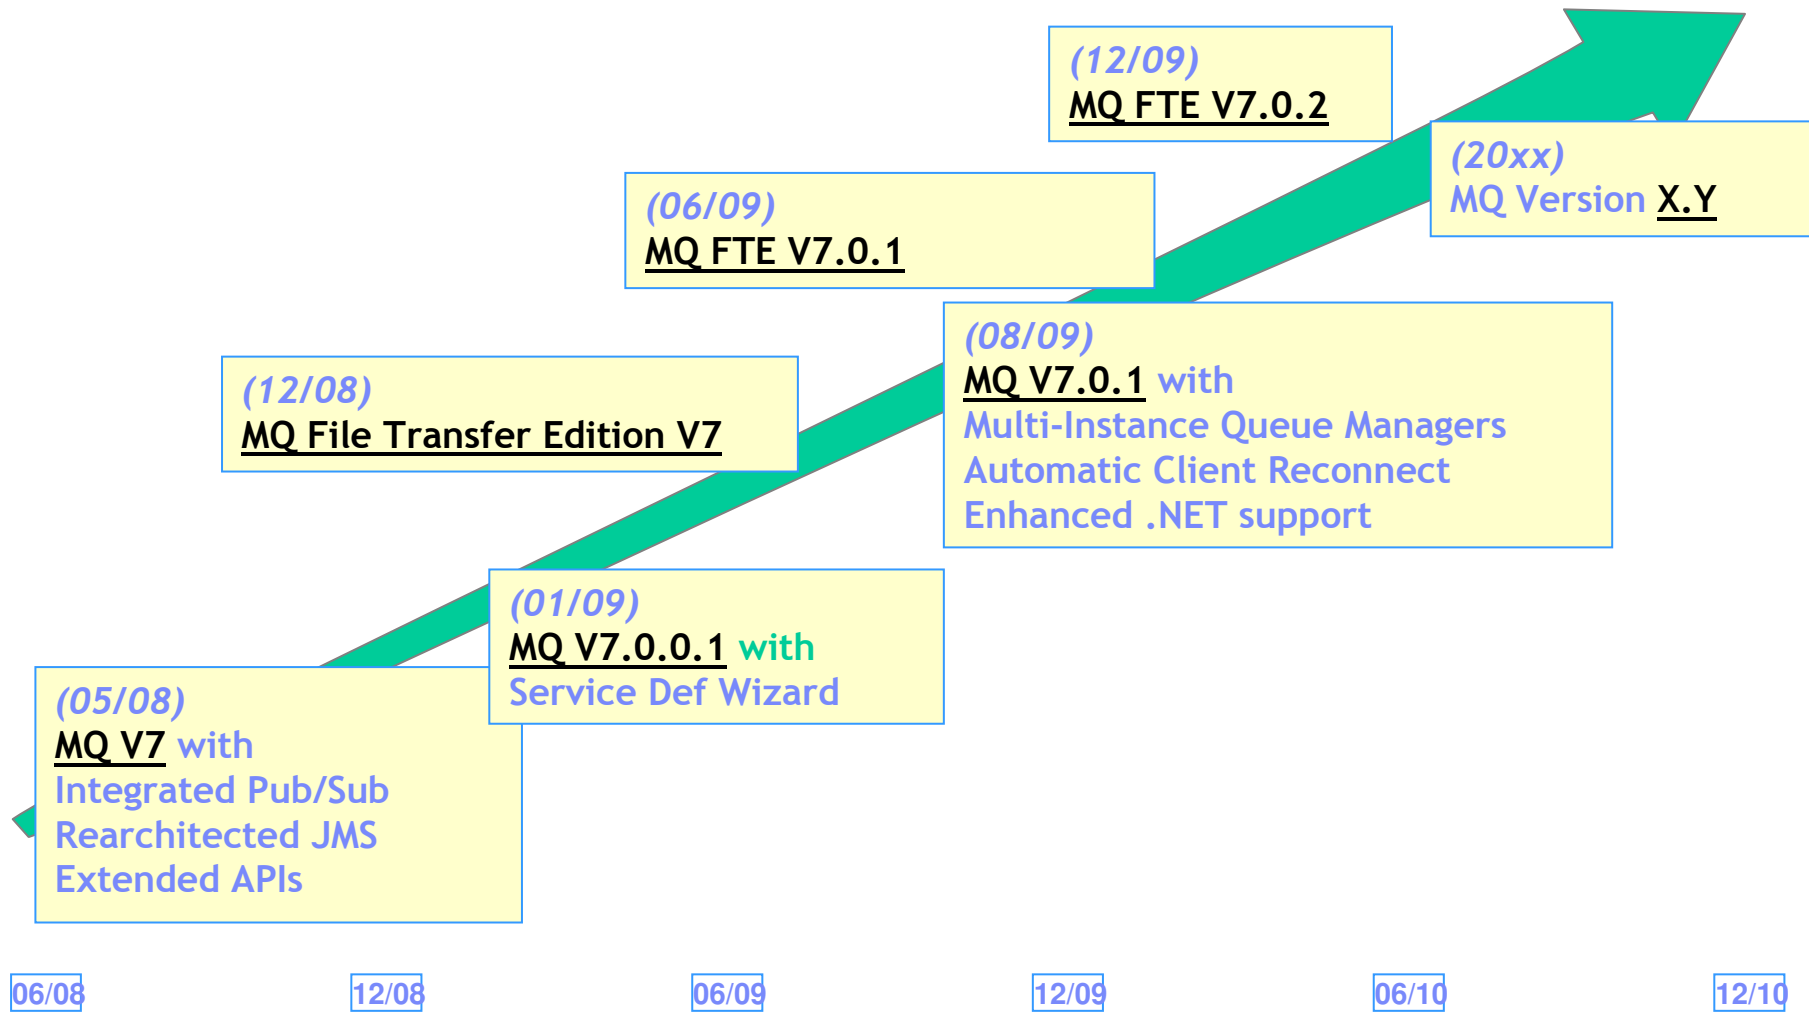 (12/09)
MQ FTE V7.0.2
(20xx)
MQ Version X.Y
(06/09)
MQ FTE V7.0.1
(08/09)
MQ V7.0.1 with
Multi-Instance Queue Managers
Automatic Client Reconnect
Enhanced .NET support
(12/08)
MQ File Transfer Edition V7
(01/09)
MQ V7.0.0.1 with
Service Def Wizard
(05/08)
MQ V7 with
Integrated Pub/Sub
Rearchitected JMS
Extended APIs
06/08 12/08 06/09 12/09 06/10 12/10